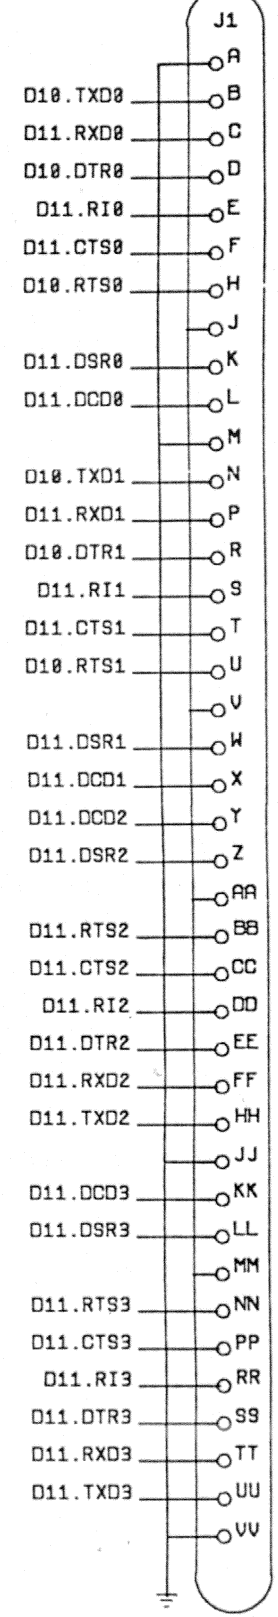 J1
A
D10.TXD0 B
D11.RXD0 C
D10.DTR0 D
D11.RI0 E
D11.CTS0 F
D10.RTS0 H
J
D11.DSR0 K
D11.DCD0 L
M
D10.TXD1 N
D11.RXD1 P
D10.DTR1 R
D11.RI1 S
D11.CTS1 T
D10.RTS1 U
V
D11.DSR1 W
D11.DCD1 X
D11.DCD2 Y
D11.DSR2 Z
AA
D11.RTS2 BB
D11.CTS2 CC
D11.RI2 DD
D11.DTR2 EE
D11.RXD2 FF
D11.TXD2 HH
JJ
D11.DCD3 KK
D11.DSR3 LL
MM
D11.RTS3 NN
D11.CTS3 PP
D11.RI3 RR
D11.DTR3 SS
D11.RXD3 TT
D11.TXD3 UU
VV